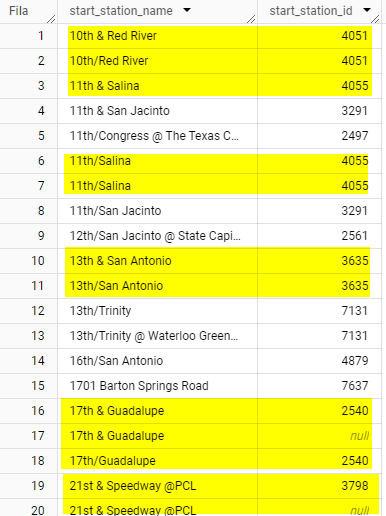 Fila start_station_name start_station_id
1 10th & Red River 4051
2 10th/Red River 4051
3 11th & Salina 4055
4 11th & San Jacinto 3291
5 11th/Congress @ The Texas C... 2497
6 11th/Salina 4055
7 11th/Salina 4055
8 11th/San Jacinto 3291
9 12th/San Jacinto @ State Capi... 2561
10 13th & San Antonio 3635
11 13th/San Antonio 3635
12 13th/Trinity 7131
13 13th/Trinity @ Waterloo Green... 7131
14 16th/San Antonio 4879
15 1701 Barton Springs Road 7637
16 17th & Guadalupe 2540
17 17th & Guadalupe null
18 17th/Guadalupe 2540
19 21st & Speedway @PCL 3798
20 21st & Speedway @PCL null